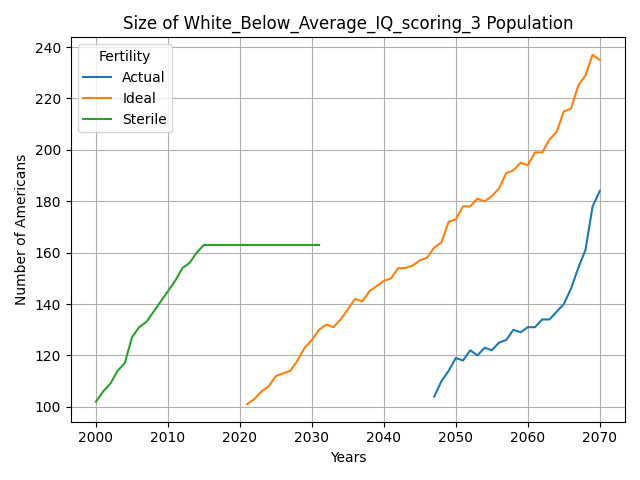 Size of White_Below_Average_IQ_scoring_3 Population
Fertility
Actual
Ideal
Sterile
Number of Americans
240
220
200
180
160
140
120
100
2000 2010 2020 2030 2040 2050 2060 2070
Years